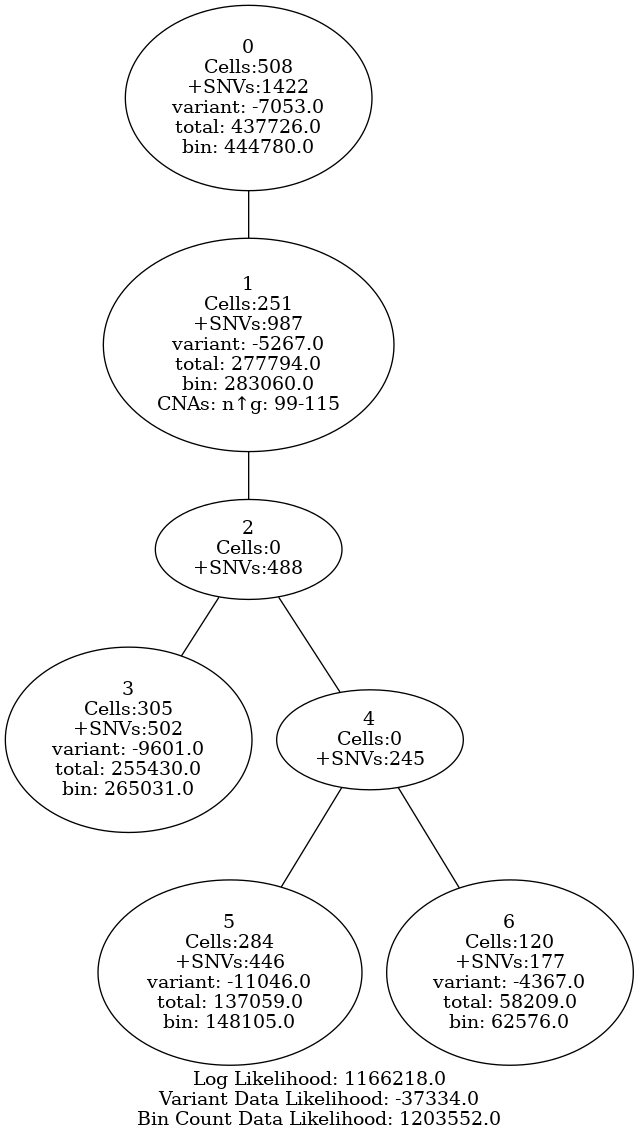 0
Cells:508
+SNVs:1422
variant: -7053.0
total: 437726.0
bin: 444780.0
1
Cells:251
+SNVs:987
variant: -5267.0
total: 277794.0
bin: 283060.0
CNAs: n↑g: 99-115
2
Cells:0
+SNVs:488
3
Cells:305
+SNVs:502
variant: -9601.0
total: 255430.0
bin: 265031.0
4
Cells:0
+SNVs:245
5
Cells:284
+SNVs:446
variant: -11046.0
total: 137059.0
bin: 148105.0
6
Cells:120
+SNVs:177
variant: -4367.0
total: 58209.0
bin: 62576.0
Log Likelihood: 1166218.0
Variant Data Likelihood: -37334.0
Bin Count Data Likelihood: 1203552.0